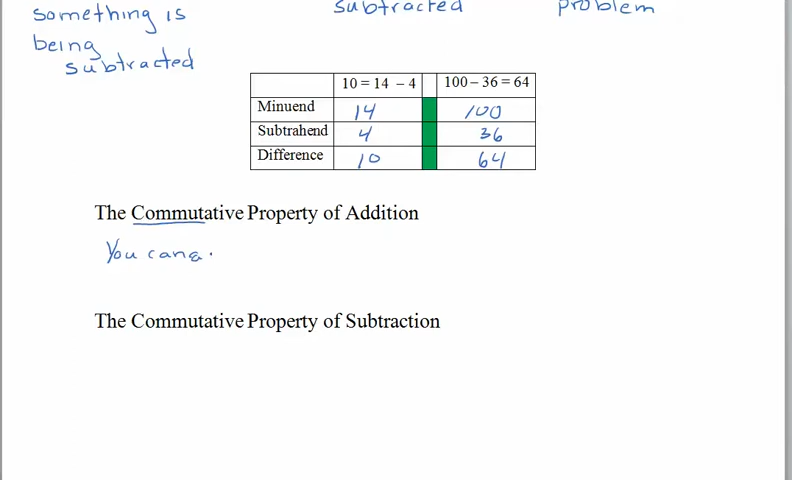 something is
being
subtracted
subtracted
problem
10 = 14 – 4 100 – 36 = 64
Minuend 14 100
Subtrahend 4 36
Difference 10 64
The Commutative Property of Addition
You can
The Commutative Property of Subtraction